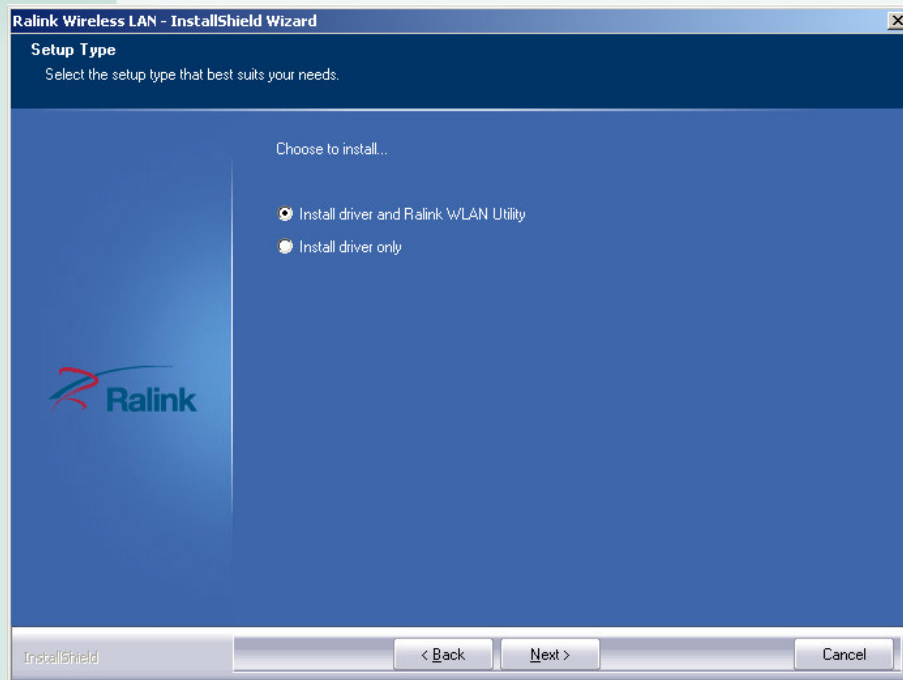 Ralink Wireless LAN - InstallShield Wizard
Setup Type
Select the setup type that best suits your needs.
Choose to install...
Install driver and Ralink WLAN Utility
Install driver only
Ralink
InstallShield
< Back
Next >
Cancel